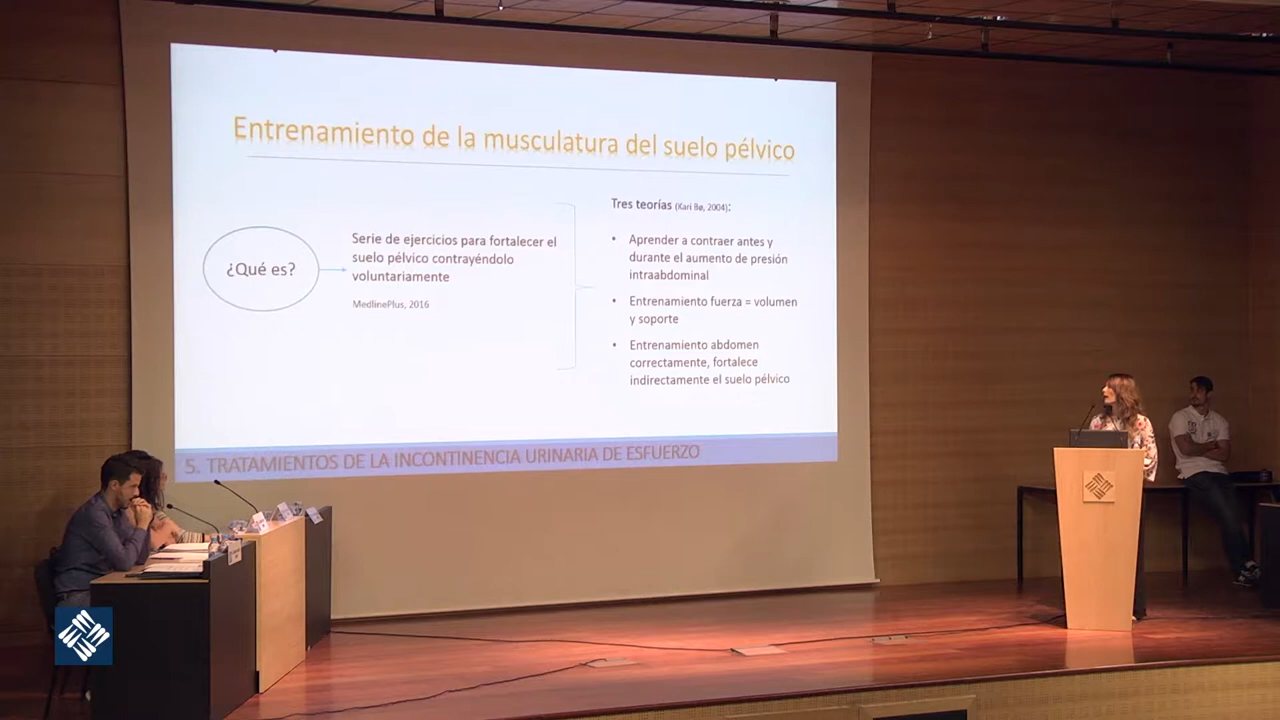 Entrenamiento de la musculatura del suelo pélvico
¿Qué es?
Serie de ejercicios para fortalecer el
suelo pélvico contrayéndolo
voluntariamente
MedlinePlus, 2016
Tres teorías (Kari Bø, 2004):
• Aprender a contraer antes y
durante el aumento de presión
intraabdominal
• Entrenamiento fuerza = volumen
y soporte
• Entrenamiento abdomen
correctamente, fortalece
indirectamente el suelo pélvico
5. TRATAMIENTOS DE LA INCONTINENCIA URINARIA DE ESFUERZO